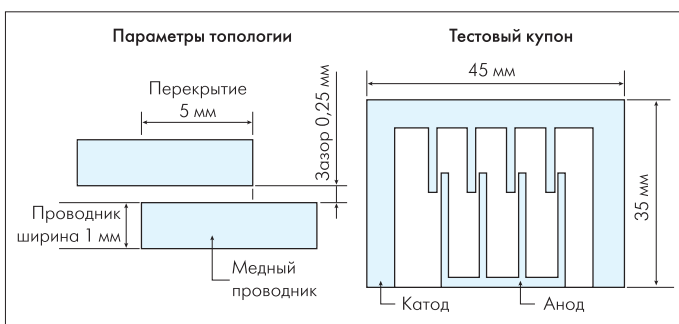 Параметры топологии
Перекрытие
5 мм
Зазор 0,25 мм
Проводник
ширина 1 мм
Медный
проводник
Тестовый купон
45 мм
35 мм
Катод
Анод